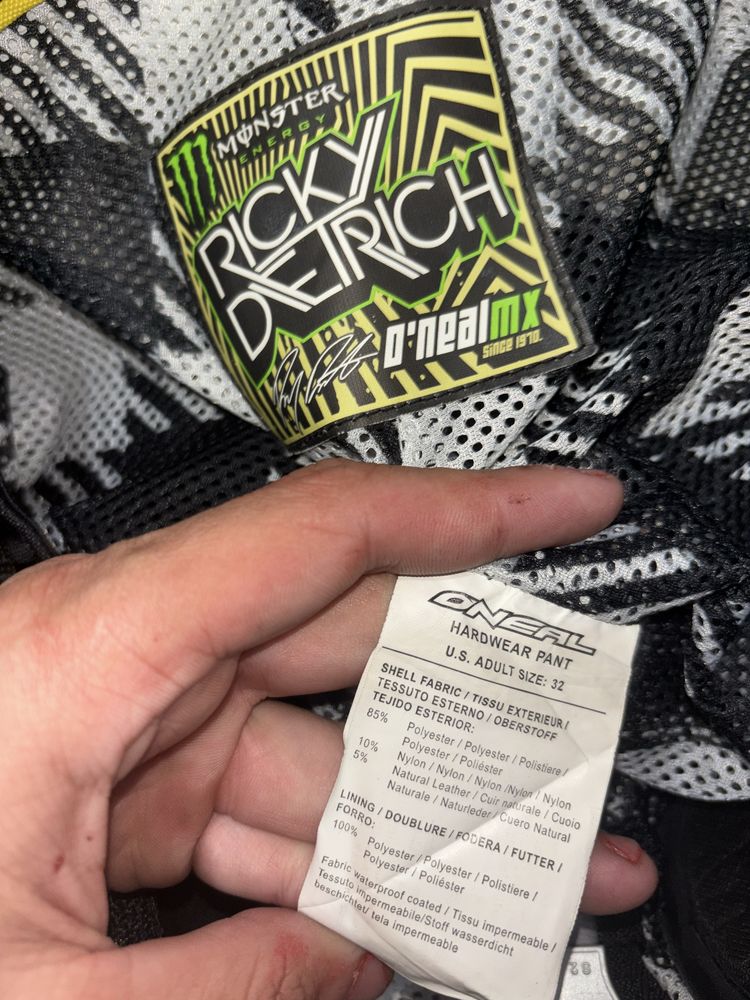 MONSTER
ENERGY
RICKY
DIETRICH
O'NEALMX
SINCE 1970.
O'NEAL
HARDWEAR PANT
U.S. ADULT SIZE: 32
SHELL FABRIC / TISSU EXTERIEUR /
TESSUTO ESTERNO / OBERSTOFF
TEJIDO ESTERIOR:
85% Polyester / Polyester / Polistiere /
Polyester / Poliéster
10% Nylon / Nylon / Nylon /Nylon / Nylon
5% Natural Leather / Cuir naturale / Cuoio
Naturale / Naturleder / Cuero Natural
LINING / DOUBLURE / FODERA / FUTTER /
FORRO:
100% Polyester / Polyester / Polistiere /
Polyester / Poliéster
Fabric waterproof coated / Tissu impermeable /
Tessuto impermeabile/Stoff wasserdicht
beschichtet/ tela impermeable